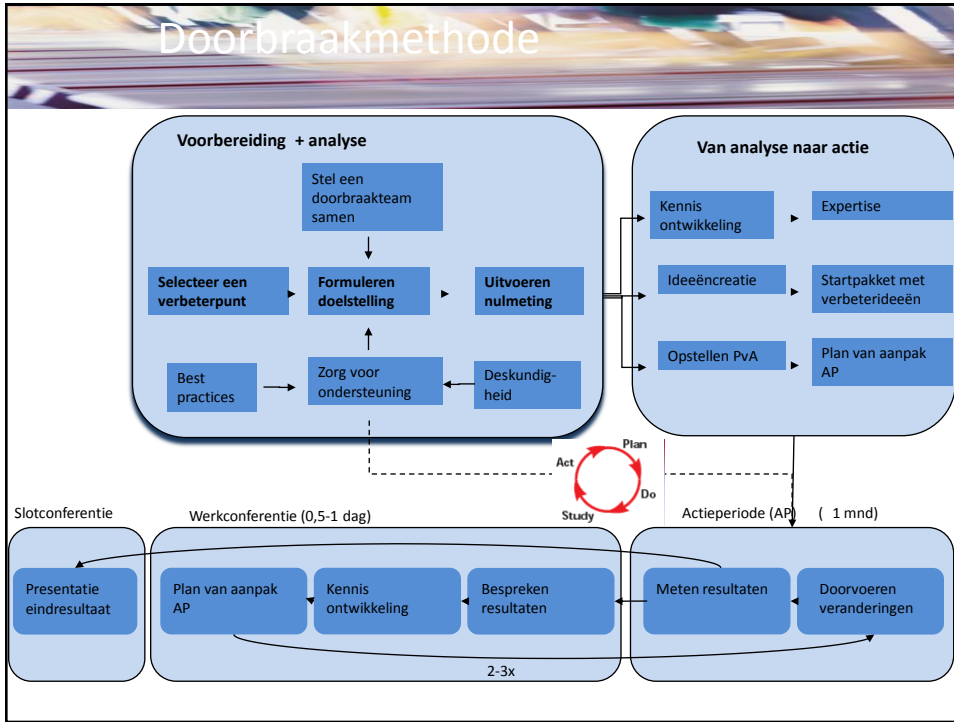 Doorbraakmethode
Voorbereiding + analyse
Stel een
doorbraakteam
samen
Selecteer een
verbeterpunt
Formuleren
doelstelling
Uitvoeren
nulmeting
Best
practices
Zorg voor
ondersteuning
Deskundig-
heid
Van analyse naar actie
Kennis
ontwikkeling
Expertise
Ideeëncreatie
Startpakket met
verbeterideeën
Opstellen PvA
Plan van aanpak
AP
Plan
Do
Study
Act
Slotconferentie
Werkconferentie (0,5-1 dag)
Actieperiode (AP) ( 1 mnd)
Presentatie
eindresultaat
Plan van aanpak
AP
Kennis
ontwikkeling
Bespreken
resultaten
Meten resultaten
Doorvoeren
veranderingen
2-3x